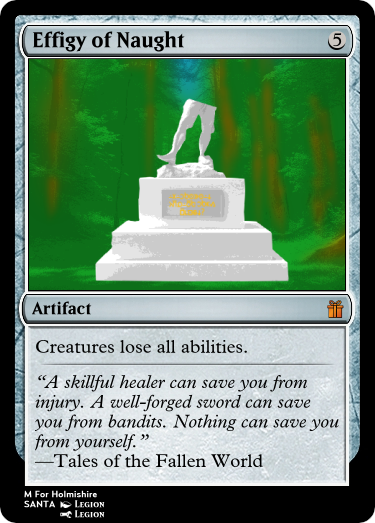 Effigy of Naught 5
Artifact
Creatures lose all abilities.
“A skillful healer can save you from
injury. A well-forged sword can save
you from bandits. Nothing can save you
from yourself.”
—Tales of the Fallen World
M For Holmishire
SANTA LEGION
LEGION